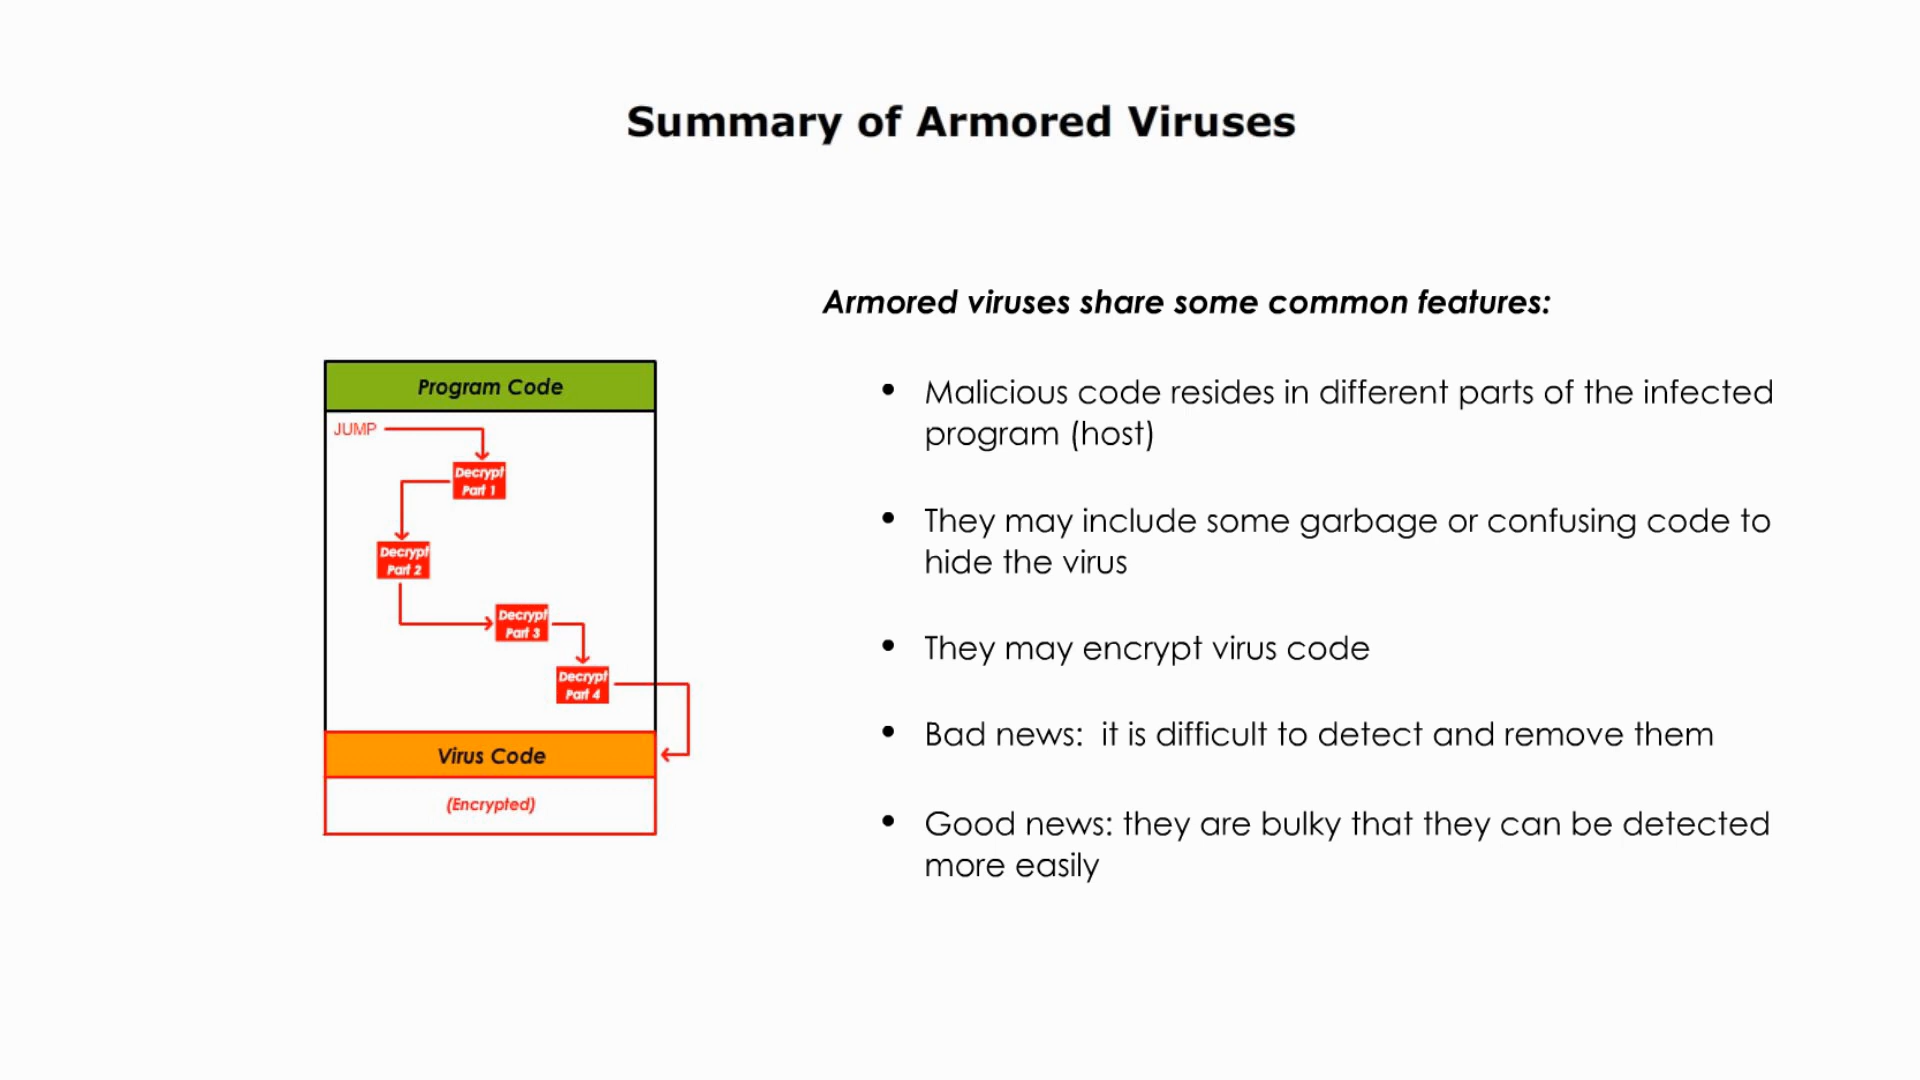 Summary of Armored Viruses
Armored viruses share some common features:
Program Code
JUMP
Decrypt
Part 1
Decrypt
Part 2
Decrypt
Part 3
Decrypt
Part 4
Virus Code
(Encrypted)
• Malicious code resides in different parts of the infected
program (host)
• They may include some garbage or confusing code to
hide the virus
• They may encrypt virus code
• Bad news:  it is difficult to detect and remove them
• Good news: they are bulky that they can be detected
more easily